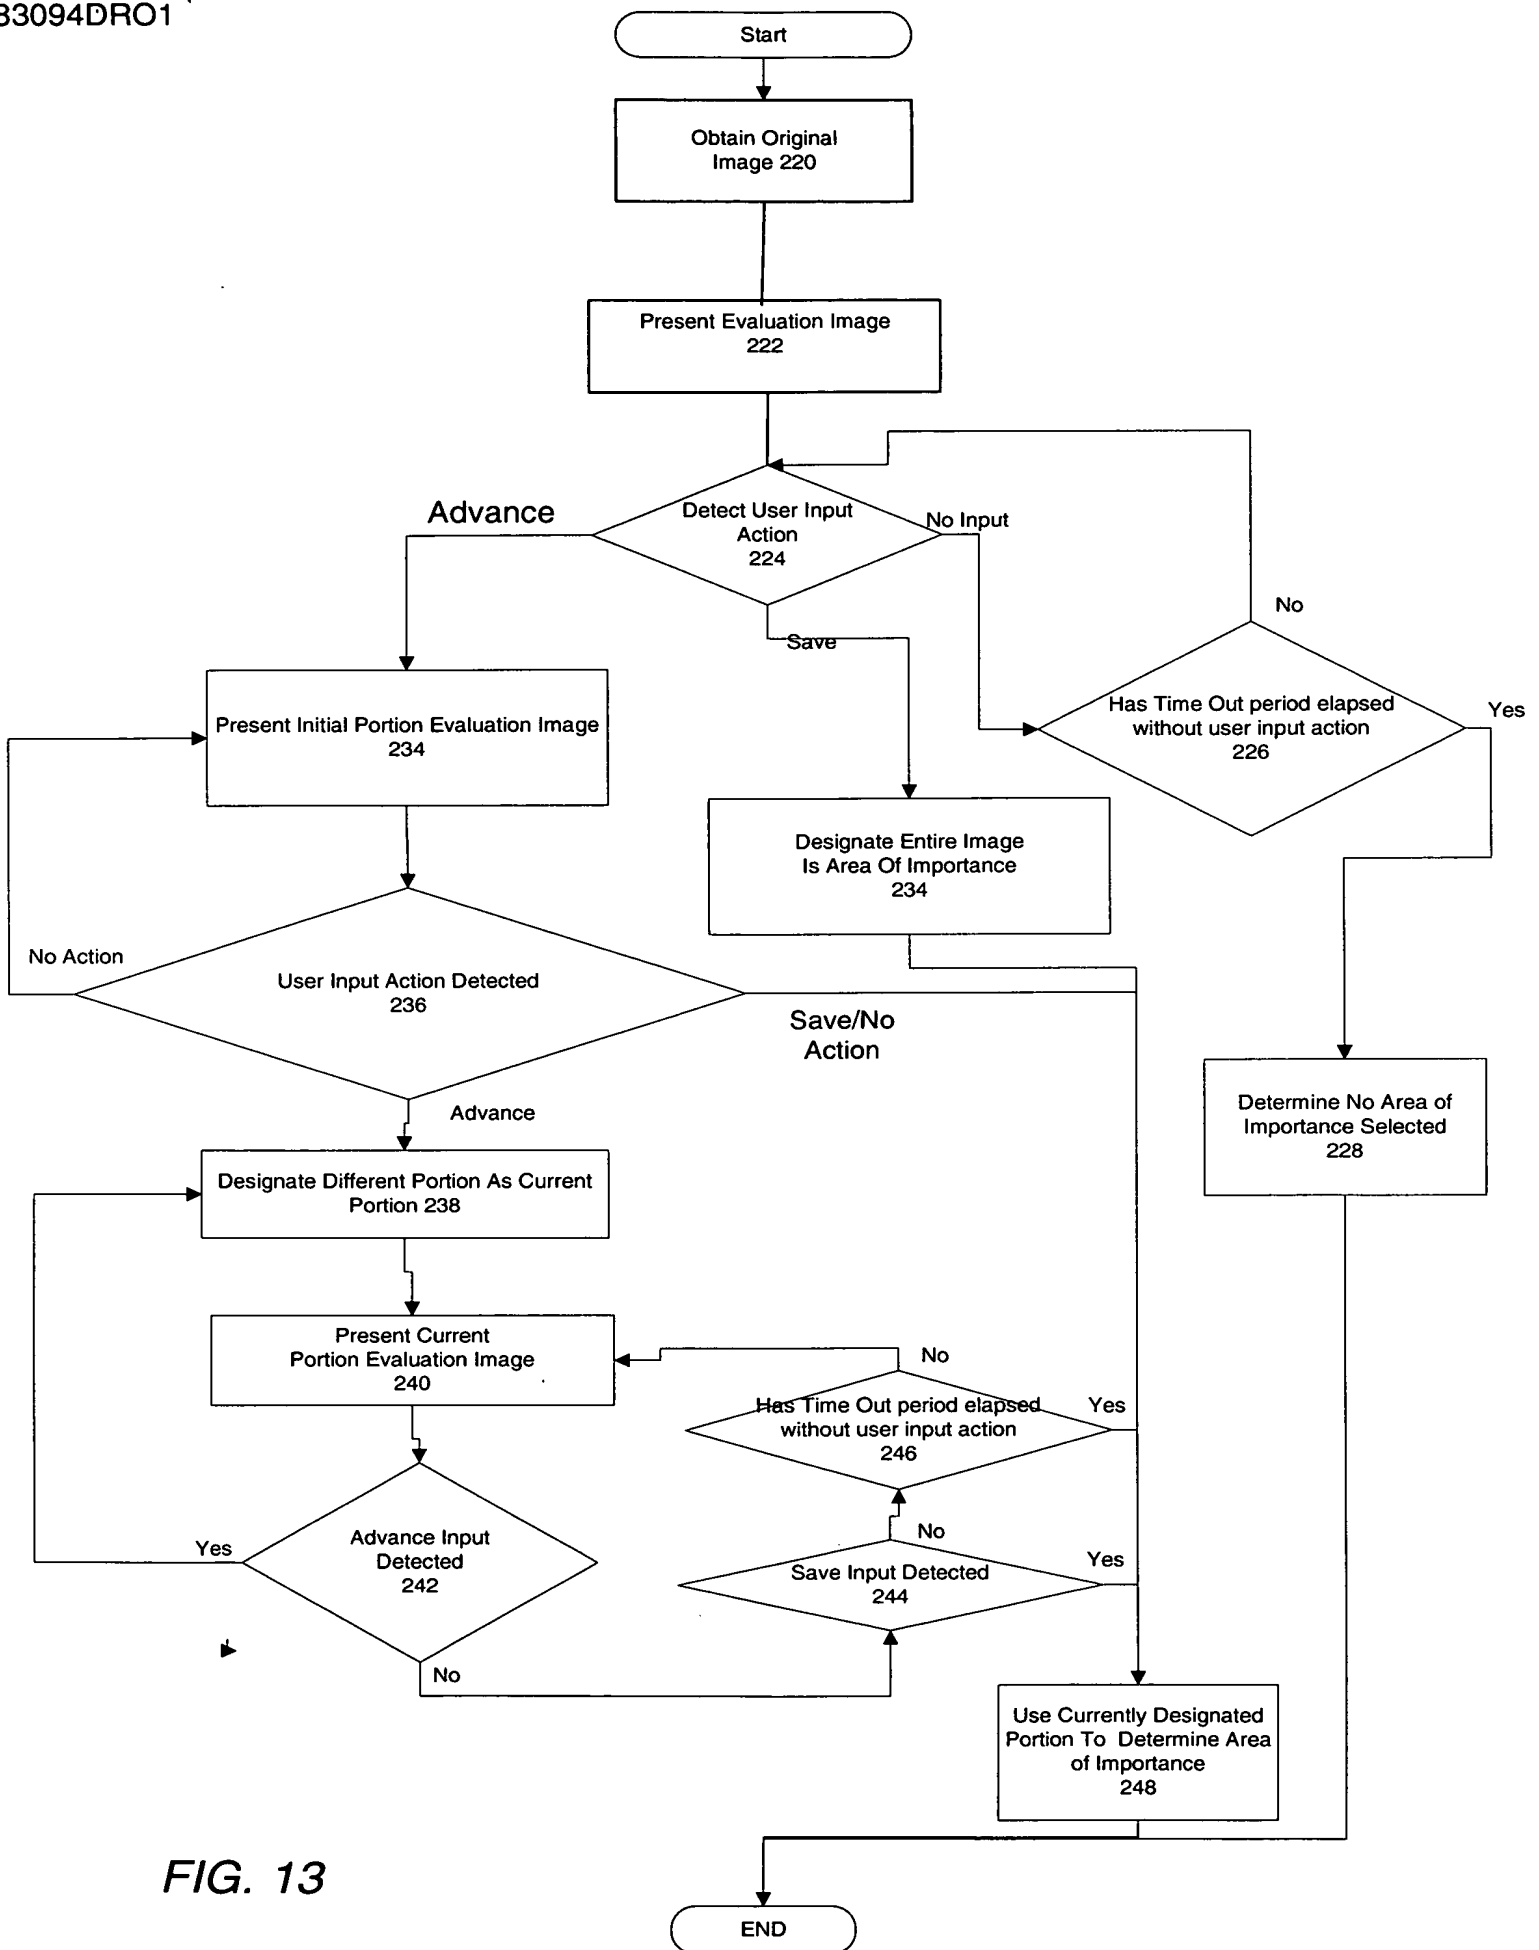 83094DRO1
Start
Obtain Original
Image 220
Present Evaluation Image
222
Detect User Input
Action
224
Advance
No Input
Save
No
Has Time Out period elapsed
without user input action
226
Yes
Present Initial Portion Evaluation Image
234
Designate Entire Image
Is Area Of Importance
234
No Action
User Input Action Detected
236
Save/No
Action
Advance
Determine No Area of
Importance Selected
228
Designate Different Portion As Current
Portion 238
Present Current
Portion Evaluation Image
240
No
Has Time Out period elapsed
without user input action
246
Yes
Advance Input
Detected
242
Yes
No
No
Save Input Detected
244
Yes
Use Currently Designated
Portion To Determine Area
of Importance
248
FIG. 13
END